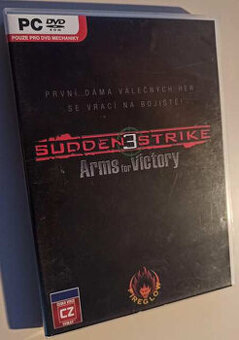 PC DVD
ROM
POUZE PRO DVD MECHANIKY
PRVNÍ DÁMA VÁLEČNÝCH HER
SE VRACÍ NA BOJIŠTĚ!
SUDDEN 3 STRIKE
Arms for Victory
CZ
FIREGLOW